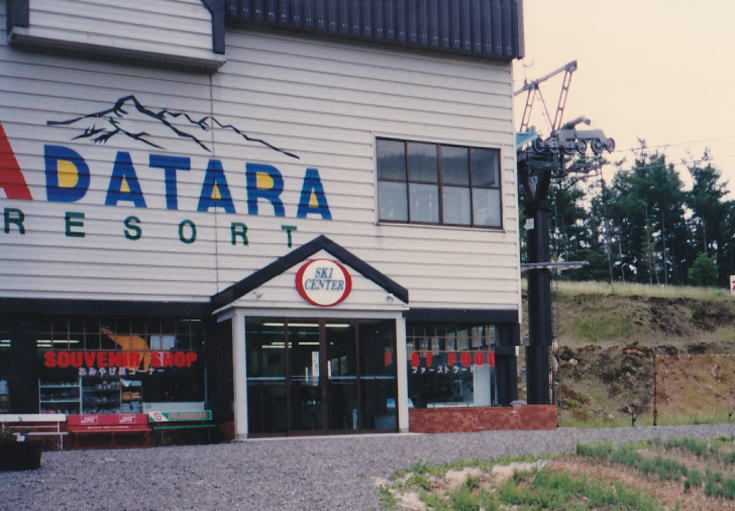 ADATARA
RESORT
SKI
CENTER
SOUVENIR SHOP
おみやげ品コーナー
FAST FOOD
ファーストフード